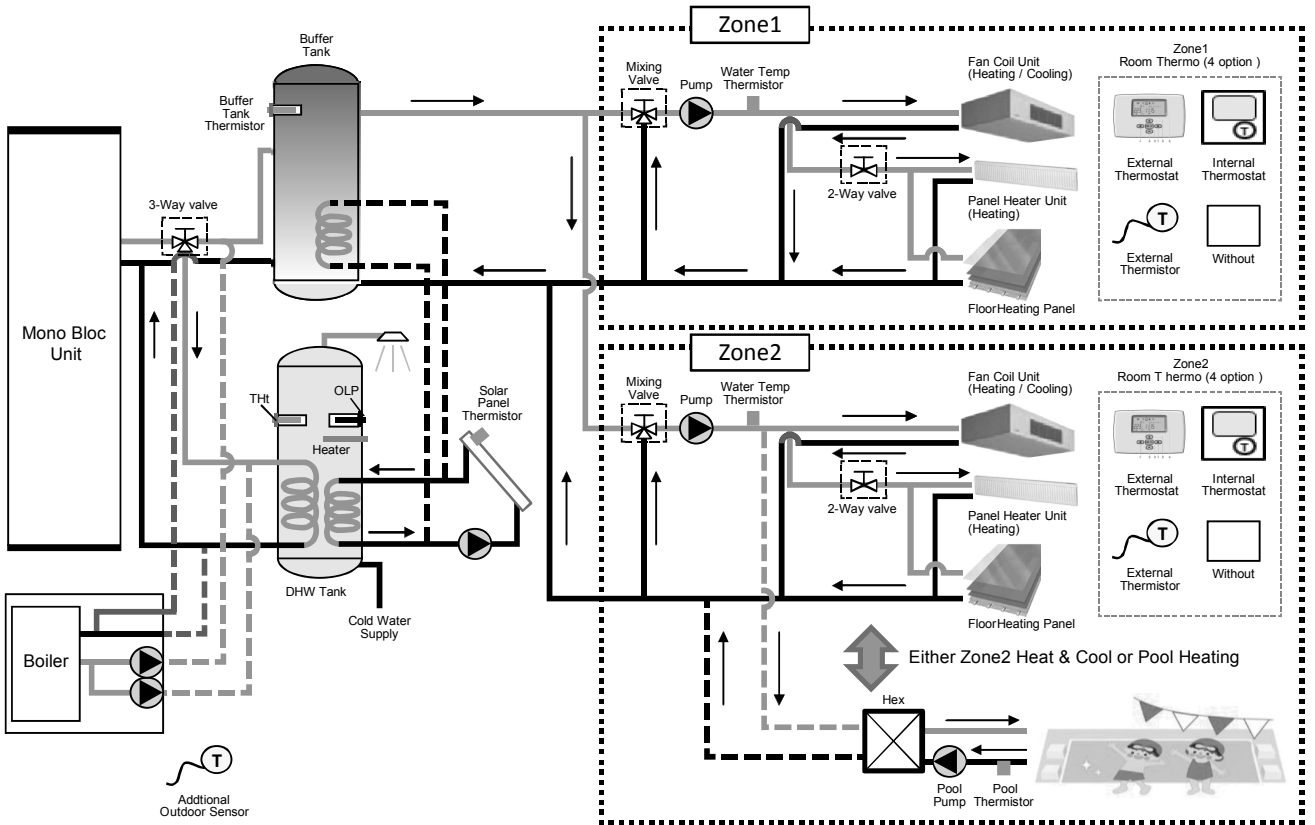 Zone1
Buffer
Tank
Buffer
Tank
Thermistor
Mixing
Valve
Pump
Water Temp
Thermistor
Fan Coil Unit
(Heating / Cooling)
Zone1
Room Thermo (4 option )
External
Thermostat
Internal
Thermostat
T
2-Way valve
Panel Heater Unit
(Heating)
T
External
Thermistor
Without
FloorHeating Panel
3-Way valve
Mono Bloc
Unit
THt
OLP
Heater
Solar
Panel
Thermistor
DHW Tank
Cold Water
Supply
Boiler
T
Addtional
Outdoor Sensor
Zone2
Mixing
Valve
Pump
Water Temp
Thermistor
Fan Coil Unit
(Heating / Cooling)
Zone2
Room T hermo (4 option )
External
Thermostat
Internal
Thermostat
T
2-Way valve
Panel Heater Unit
(Heating)
T
External
Thermistor
Without
FloorHeating Panel
Either Zone2 Heat & Cool or Pool Heating
Hex
Pool
Pump
Pool
Thermistor